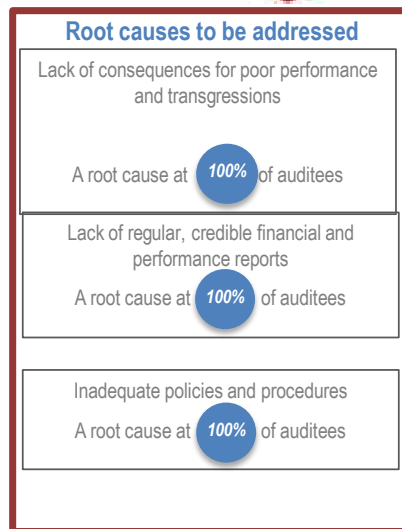 Root causes to be addressed
Lack of consequences for poor performance
and transgressions
A root cause at 100% of auditees
Lack of regular, credible financial and
performance reports
A root cause at 100% of auditees
Inadequate policies and procedures
A root cause at 100% of auditees